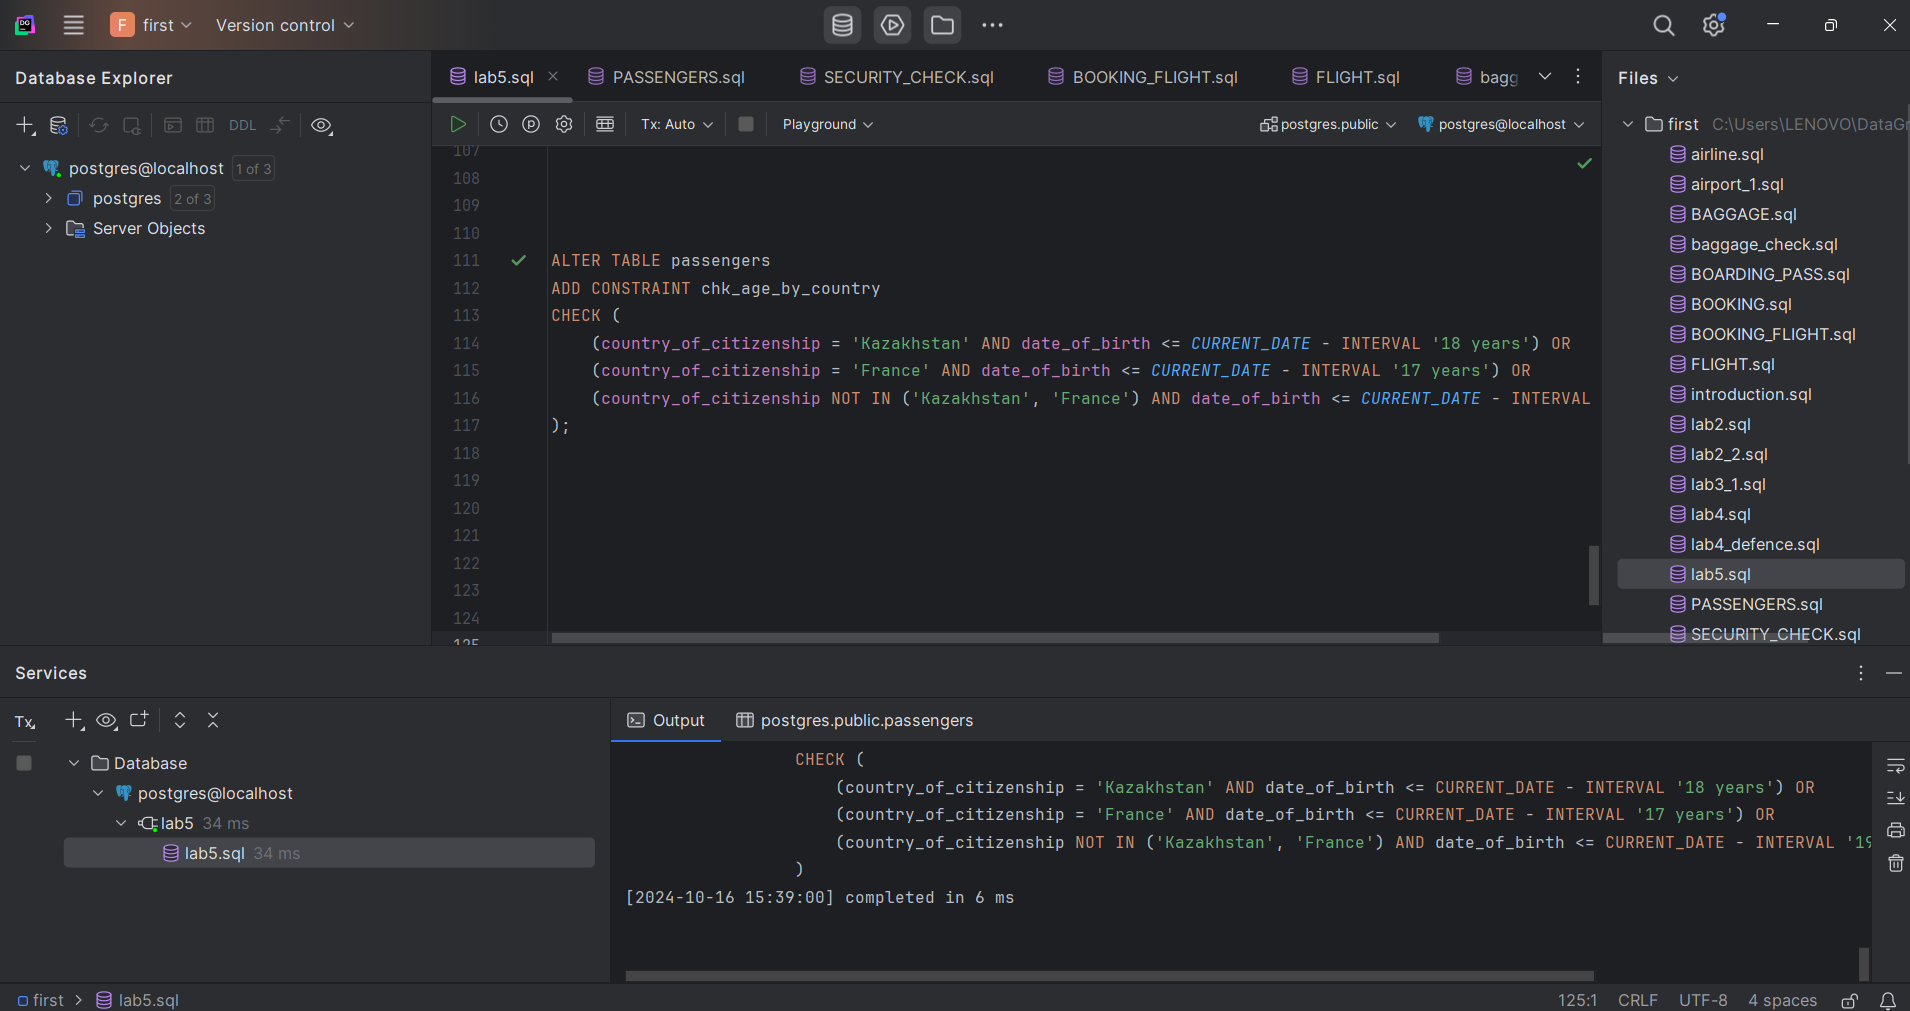 F first Version control
Database Explorer
lab5.sql PASSENGERS.sql SECURITY_CHECK.sql BOOKING_FLIGHT.sql FLIGHT.sql bagg
Files
DDL
Tx: Auto Playground postgres.public postgres@localhost
postgres@localhost 1 of 3
postgres 2 of 3
Server Objects
107
108
109
110
111 ALTER TABLE passengers
112 ADD CONSTRAINT chk_age_by_country
113 CHECK (
114 (country_of_citizenship = 'Kazakhstan' AND date_of_birth <= CURRENT_DATE - INTERVAL '18 years') OR
115 (country_of_citizenship = 'France' AND date_of_birth <= CURRENT_DATE - INTERVAL '17 years') OR
116 (country_of_citizenship NOT IN ('Kazakhstan', 'France') AND date_of_birth <= CURRENT_DATE - INTERVAL
117 );
118
119
120
121
122
123
124
125
first C:\Users\LENOVO\DataGr
airline.sql
airport_1.sql
BAGGAGE.sql
baggage_check.sql
BOARDING_PASS.sql
BOOKING.sql
BOOKING_FLIGHT.sql
FLIGHT.sql
introduction.sql
lab2.sql
lab2_2.sql
lab3_1.sql
lab4.sql
lab4_defence.sql
lab5.sql
PASSENGERS.sql
SECURITY_CHECK.sql
Services
Tx
Database
postgres@localhost
lab5 34 ms
lab5.sql 34 ms
Output postgres.public.passengers
CHECK (
(country_of_citizenship = 'Kazakhstan' AND date_of_birth <= CURRENT_DATE - INTERVAL '18 years') OR
(country_of_citizenship = 'France' AND date_of_birth <= CURRENT_DATE - INTERVAL '17 years') OR
(country_of_citizenship NOT IN ('Kazakhstan', 'France') AND date_of_birth <= CURRENT_DATE - INTERVAL '19
)
[2024-10-16 15:39:00] completed in 6 ms
first > lab5.sql
125:1 CRLF UTF-8 4 spaces